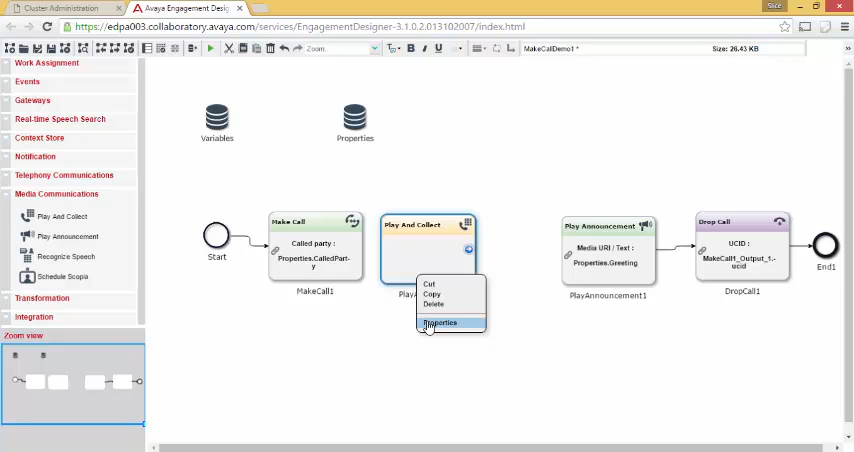 Slice
Cluster Administration
Avaya Engagement Desig
https://edpa003.collaboratory.avaya.com/services/EngagementDesigner-3.1.0.2.013102007/index.html
Zoom.
B I U
MakeCallDemo1 *
Size: 26.43 KB
Work Assignment
Events
Gateways
Real-time Speech Search
Context Store
Notification
Telephony Communications
Media Communications
Play And Collect
Play Announcement
Recognize Speech
Schedule Scopia
Transformation
Integration
Zoom view
Variables
Properties
Start
Make Call
Called party :
Properties.CalledPart-
y
MakeCall1
Play And Collect
Cut
Copy
Delete
Properties
Play Announcement
Media URI / Text :
Properties.Greeting
PlayAnnouncement1
Drop Call
UCID :
MakeCall1_Output_1.-
ucid
DropCall1
End1